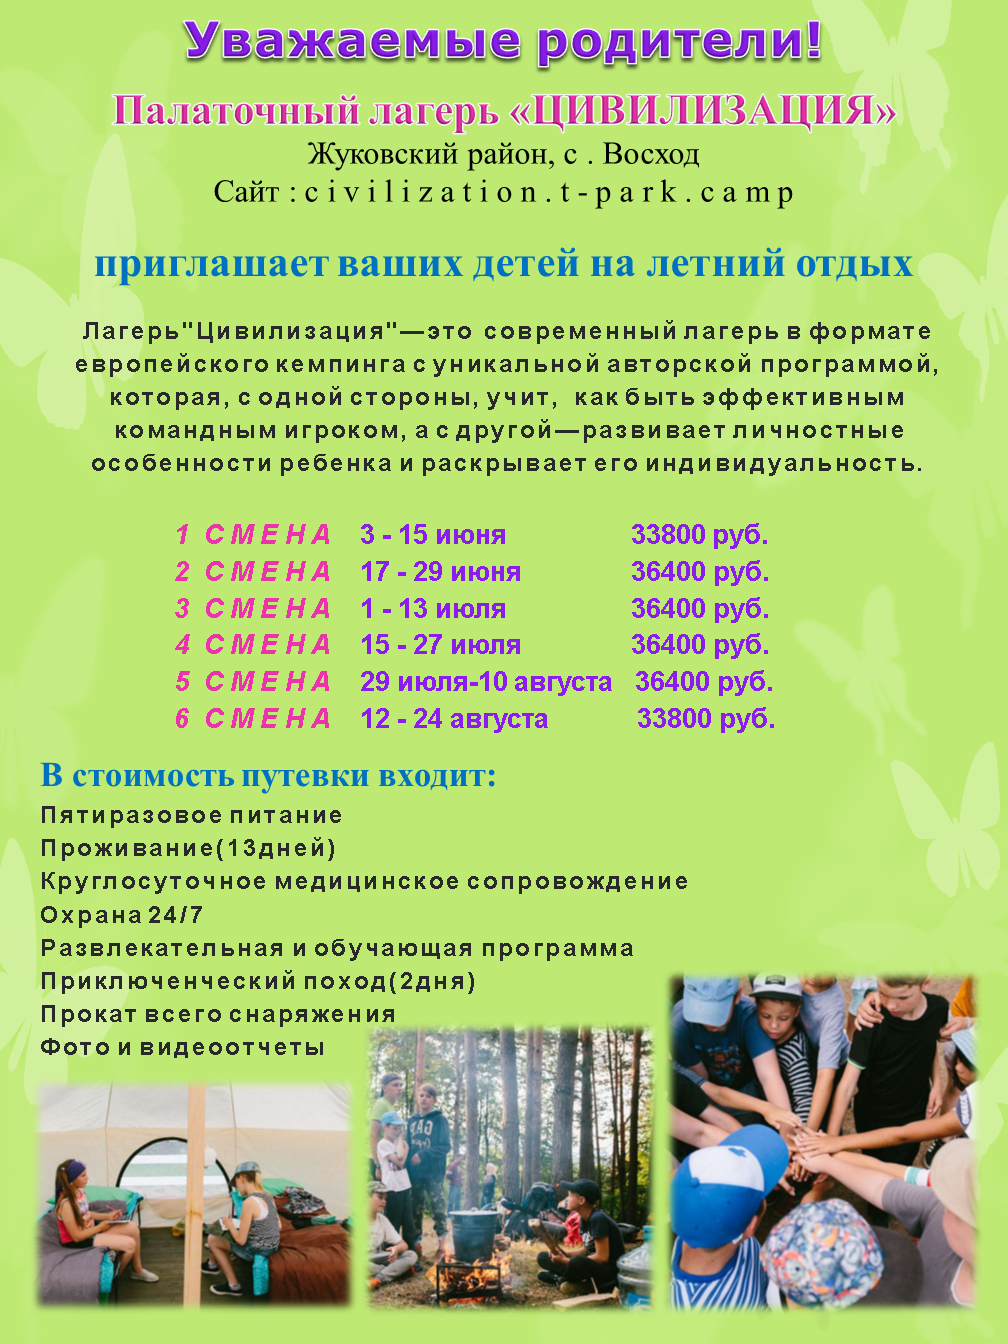 Уважаемые родители!
Палаточный лагерь «ЦИВИЛИЗАЦИЯ»
Жуковский район, с . Восход
Сайт : civilization.t-park.camp
приглашает ваших детей на летний отдых
Лагерь"Цивилизация"—это современный лагерь в формате
европейского кемпинга с уникальной авторской программой,
которая, с одной стороны, учит, как быть эффективным
командным игроком, а с другой—развивает личностные
особенности ребенка и раскрывает его индивидуальность.
1 СМЕНА 3 - 15 июня 33800 руб.
2 СМЕНА 17 - 29 июня 36400 руб.
3 СМЕНА 1 - 13 июля 36400 руб.
4 СМЕНА 15 - 27 июля 36400 руб.
5 СМЕНА 29 июля-10 августа 36400 руб.
6 СМЕНА 12 - 24 августа 33800 руб.
В стоимость путевки входит:
Пятиразовое питание
Проживание(13дней)
Круглосуточное медицинское сопровождение
Охрана 24/7
Развлекательная и обучающая программа
Приключенческий поход(2дня)
Прокат всего снаряжения
Фото и видеоотчеты